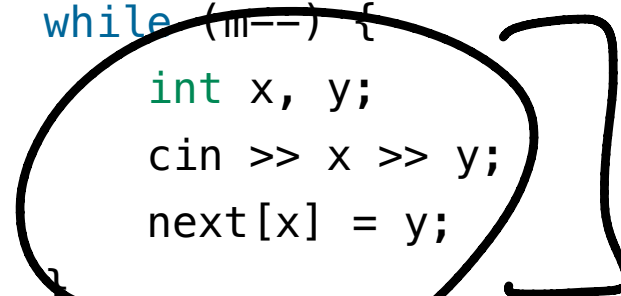 while (m--) {
int x, y;
cin >> x >> y;
next[x] = y;
}